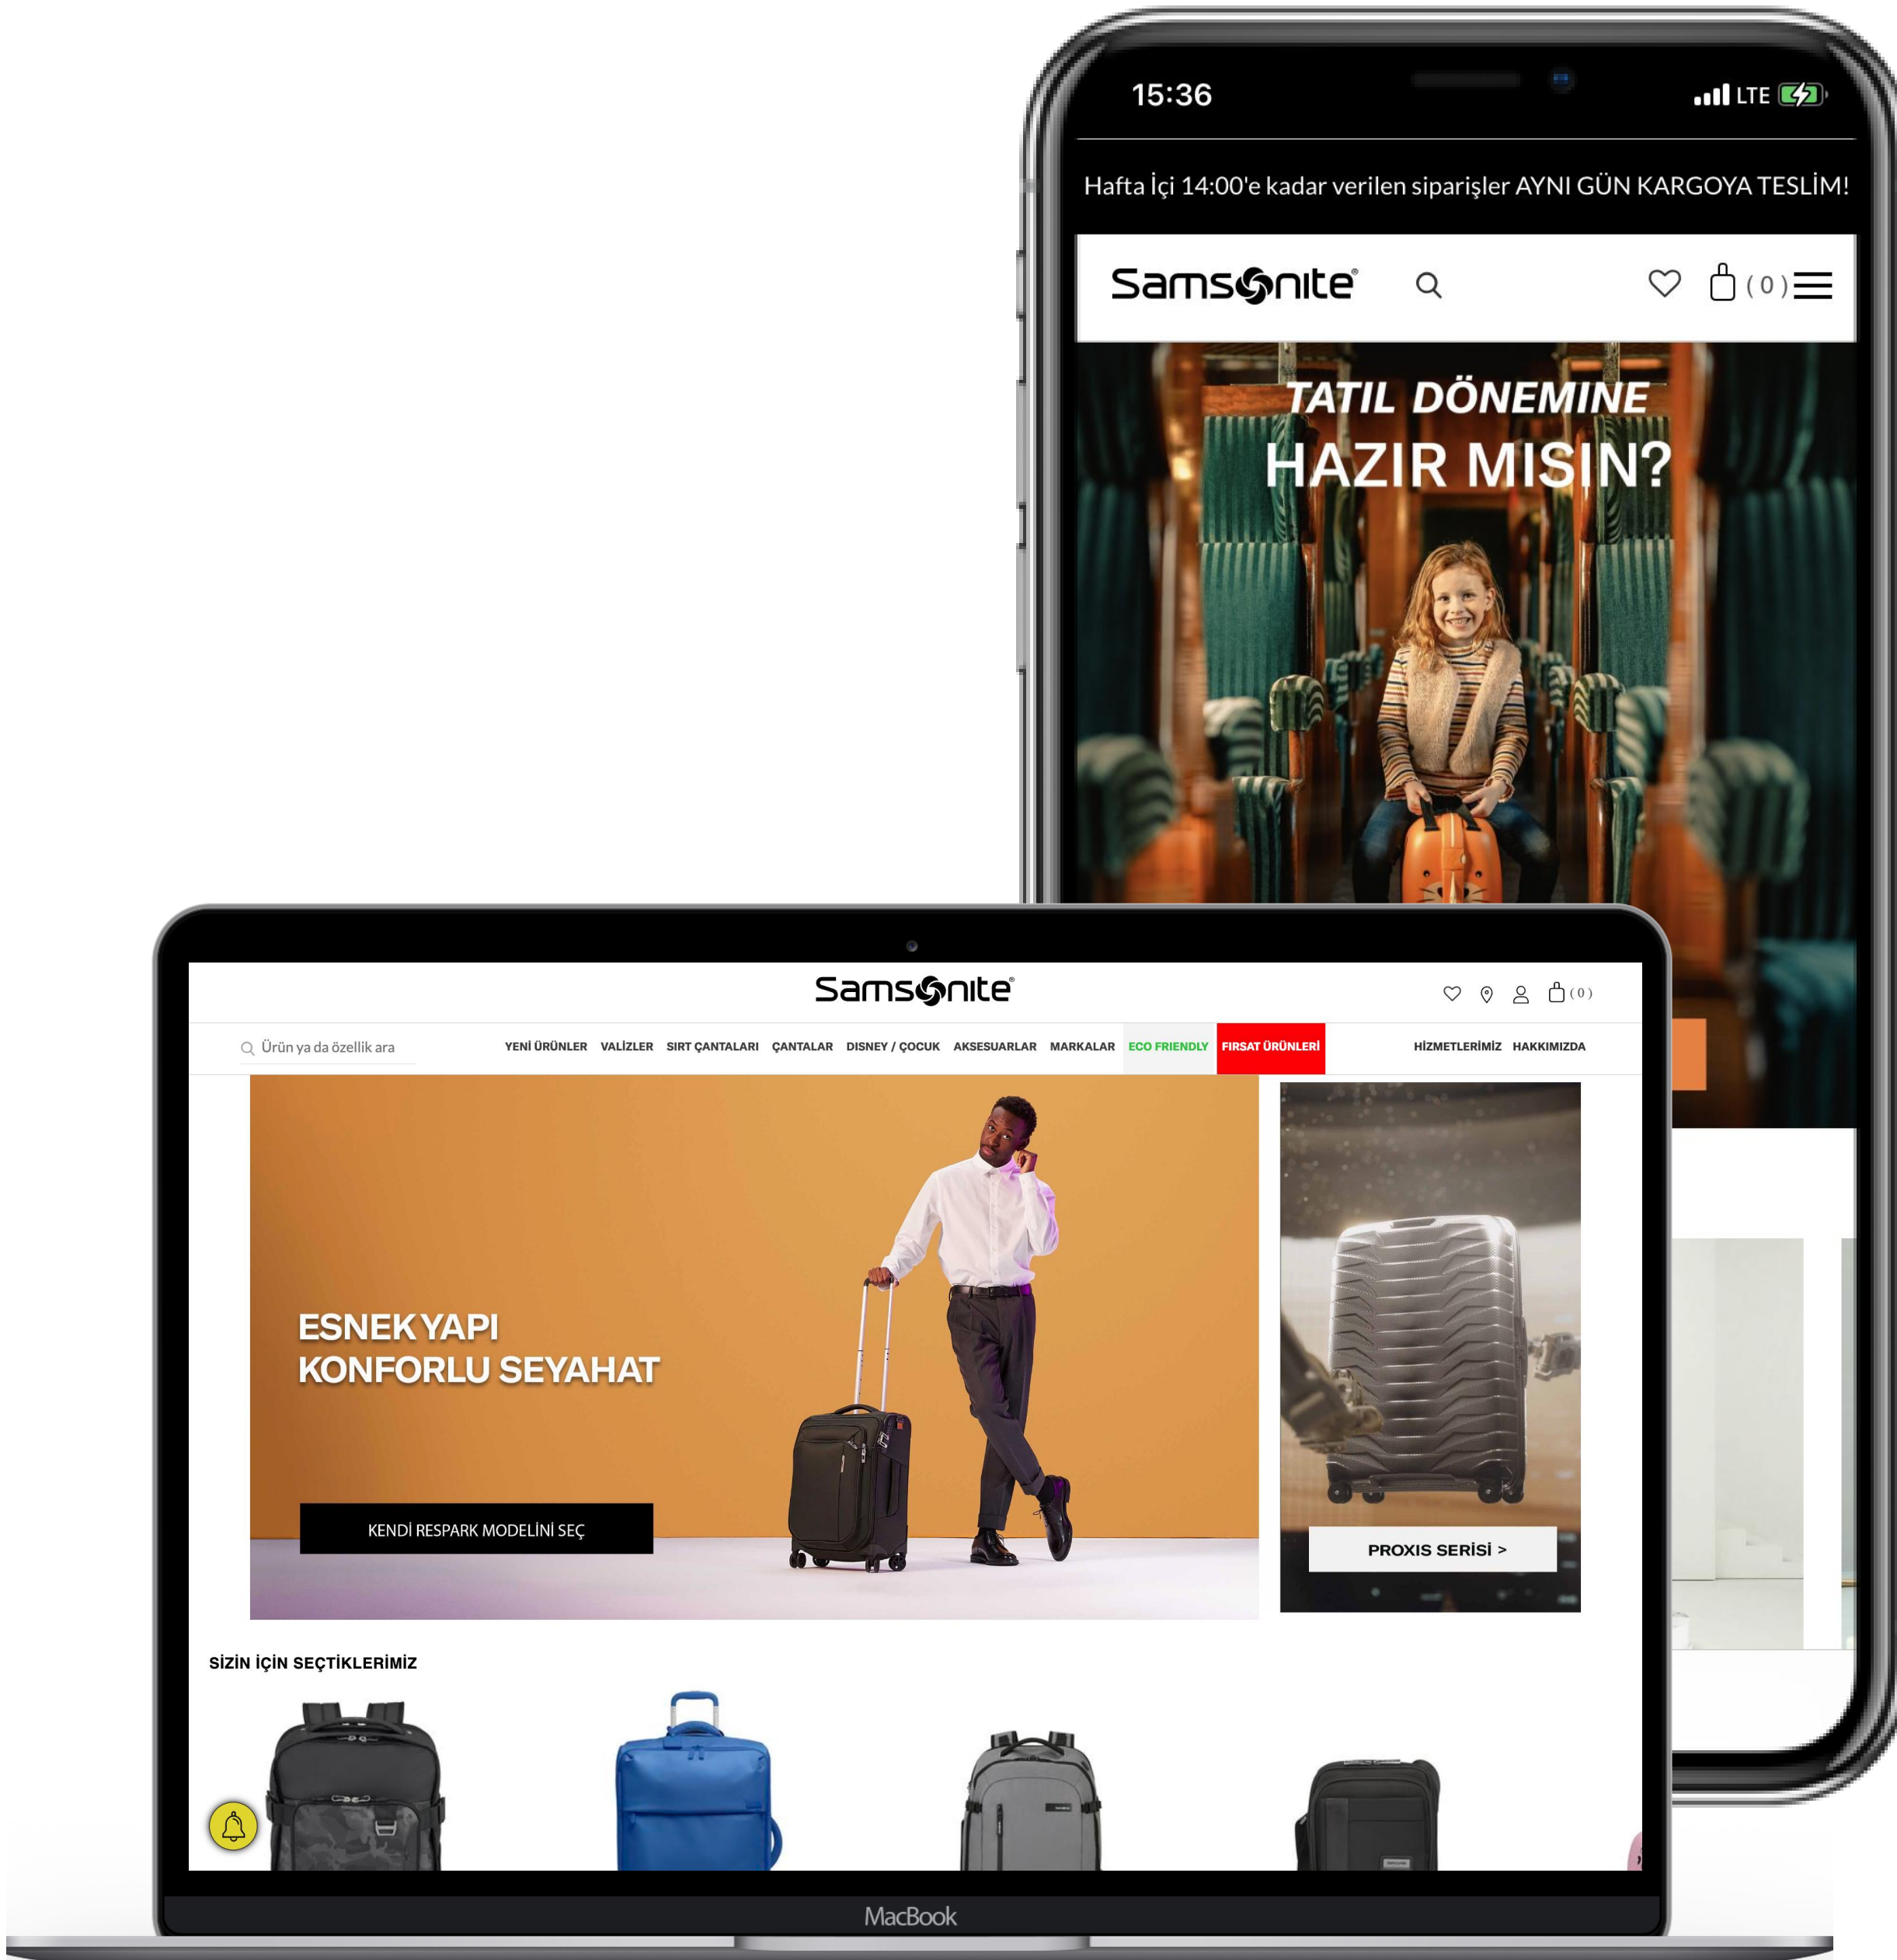 15:36
LTE
Hafta İçi 14:00'e kadar verilen siparişler AYNI GÜN KARGOYA TESLİM!
Samsonite®
( 0 )
TATIL DÖNEMINE
HAZIR MISIN?
Samsonite®
( 0 )
Ürün ya da özellik ara
YENİ ÜRÜNLER VALİZLER SIRT ÇANTALARI ÇANTALAR DISNEY / ÇOCUK AKSESUARLAR MARKALAR ECO FRIENDLY FIRSAT ÜRÜNLERİ HİZMETLERİMİZ HAKKIMIZDA
ESNEK YAPI
KONFORLU SEYAHAT
KENDİ RESPARK MODELİNİ SEÇ
PROXIS SERİSİ >
SİZİN İÇİN SEÇTİKLERİMİZ
MacBook